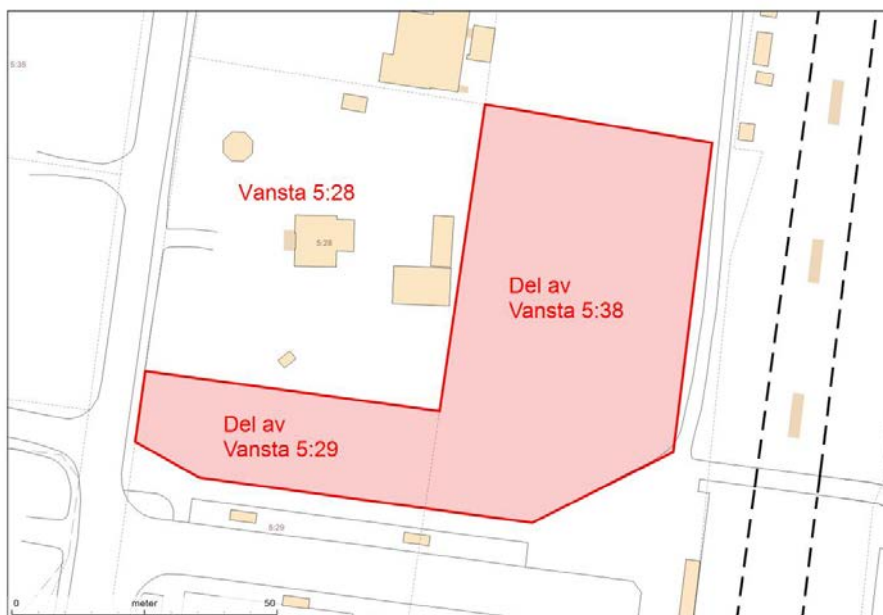 5:38
Vansta 5:28
5:28
Del av
Vansta 5:38
Del av
Vansta 5:29
5:29
0 meter 50